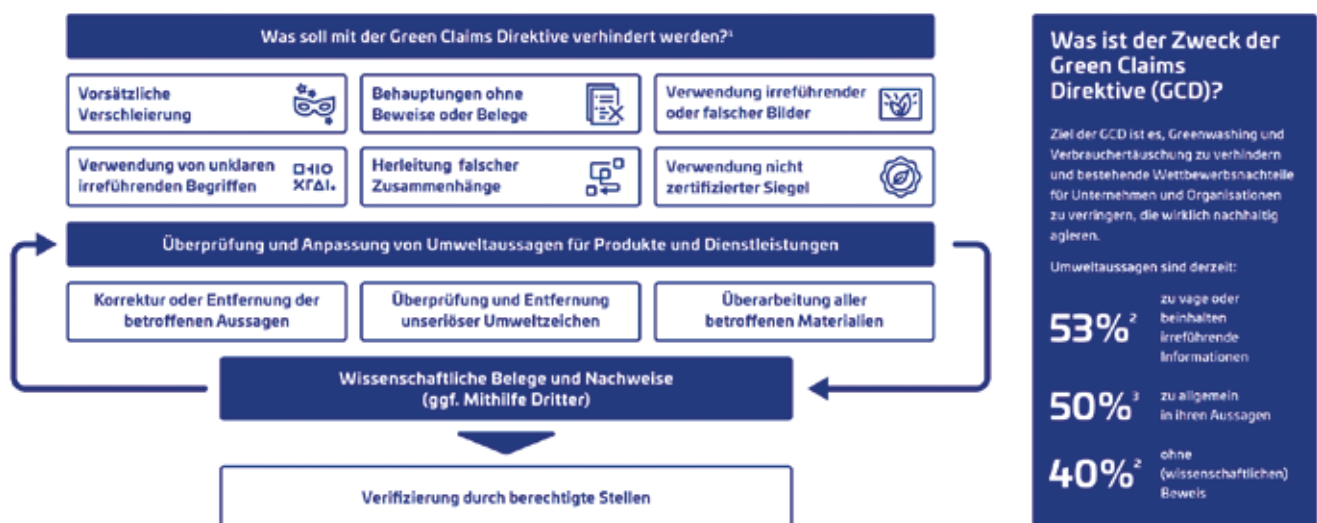 Was soll mit der Green Claims Direktive verhindert werden?¹
Vorsätzliche
Verschleierung
Behauptungen ohne
Beweise oder Belege
Verwendung irreführender
oder falscher Bilder
Verwendung von unklaren
irreführenden Begriffen
Herleitung falscher
Zusammenhänge
Verwendung nicht
zertifizierter Siegel
Überprüfung und Anpassung von Umweltaussagen für Produkte und Dienstleistungen
Korrektur oder Entfernung der
betroffenen Aussagen
Überprüfung und Entfernung
unseriöser Umweltzeichen
Überarbeitung aller
betroffenen Materialien
Wissenschaftliche Belege und Nachweise
(ggf. Mithilfe Dritter)
Verifizierung durch berechtigte Stellen
Was ist der Zweck der
Green Claims
Direktive (GCD)?
Ziel der GCD ist es, Greenwashing und
Verbrauchertäuschung zu verhindern
und bestehende Wettbewerbsnachteile
für Unternehmen und Organisationen
zu verringern, die wirklich nachhaltig
agieren.
Umweltaussagen sind derzeit:
53%²
zu vage oder
beinhalten
irreführende
Informationen
50%³
zu allgemein
in ihren Aussagen
40%²
ohne
(wissenschaftlichen)
Beweis